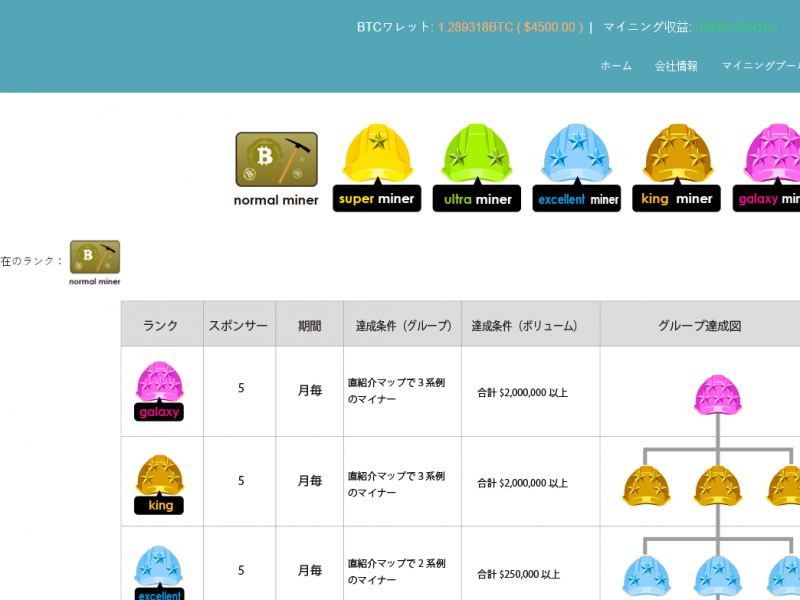 BTCワレット: 1.289318BTC ( $4500.00 ) | マイニング収益:
ホーム 会社情報 マイニングプール
normal miner
super miner
ultra miner
excellent miner
king miner
galaxy
在のランク：
normal miner
ランク スポンサー 期間 達成条件（グループ） 達成条件（ボリューム） グループ達成図
galaxy
5
月毎
直紹介マップで３系例
のマイナー
合計 $2,000,000 以上
king
5
月毎
直紹介マップで３系例
のマイナー
合計 $2,000,000 以上
excellent
5
月毎
直紹介マップで２系例
のマイナー
合計 $250,000 以上